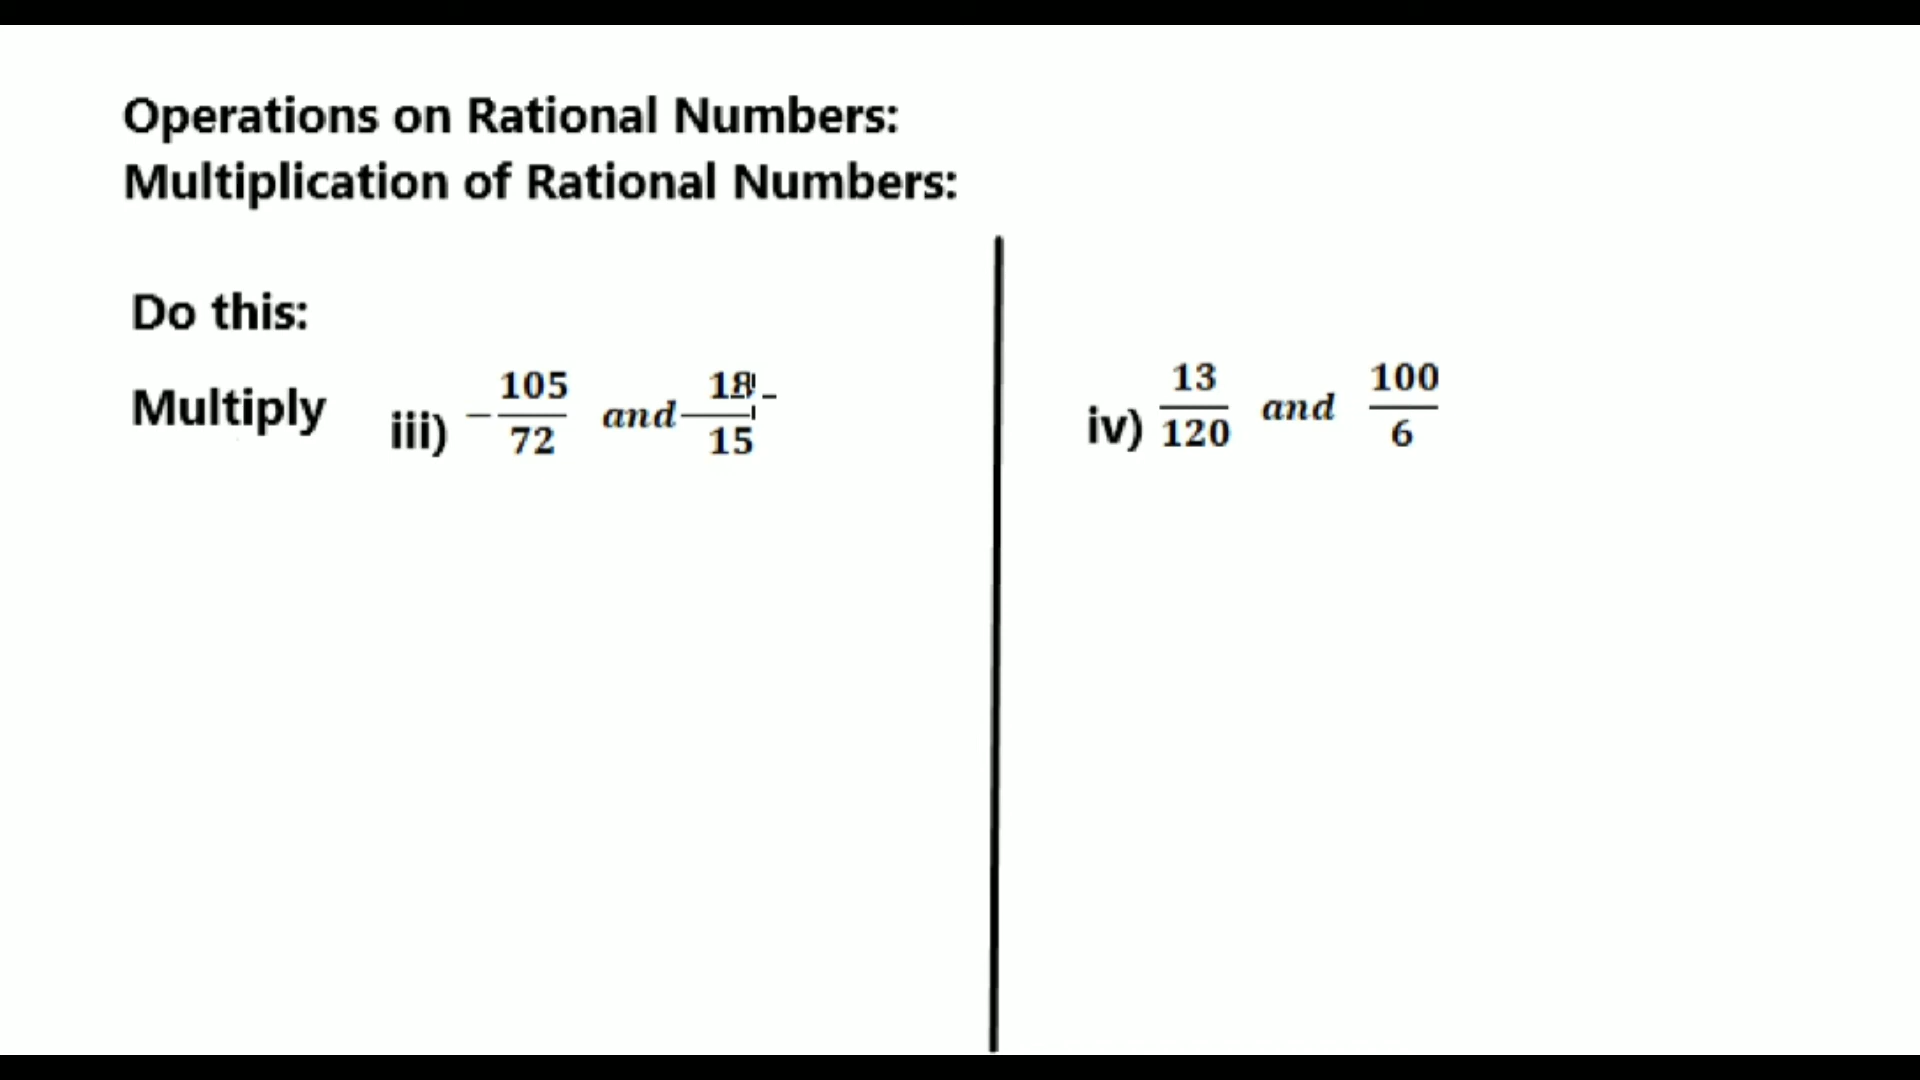 Operations on Rational Numbers:
Multiplication of Rational Numbers:
Do this:
Multiply iii) -105/72 and -18/15
iv) 13/120 and 100/6